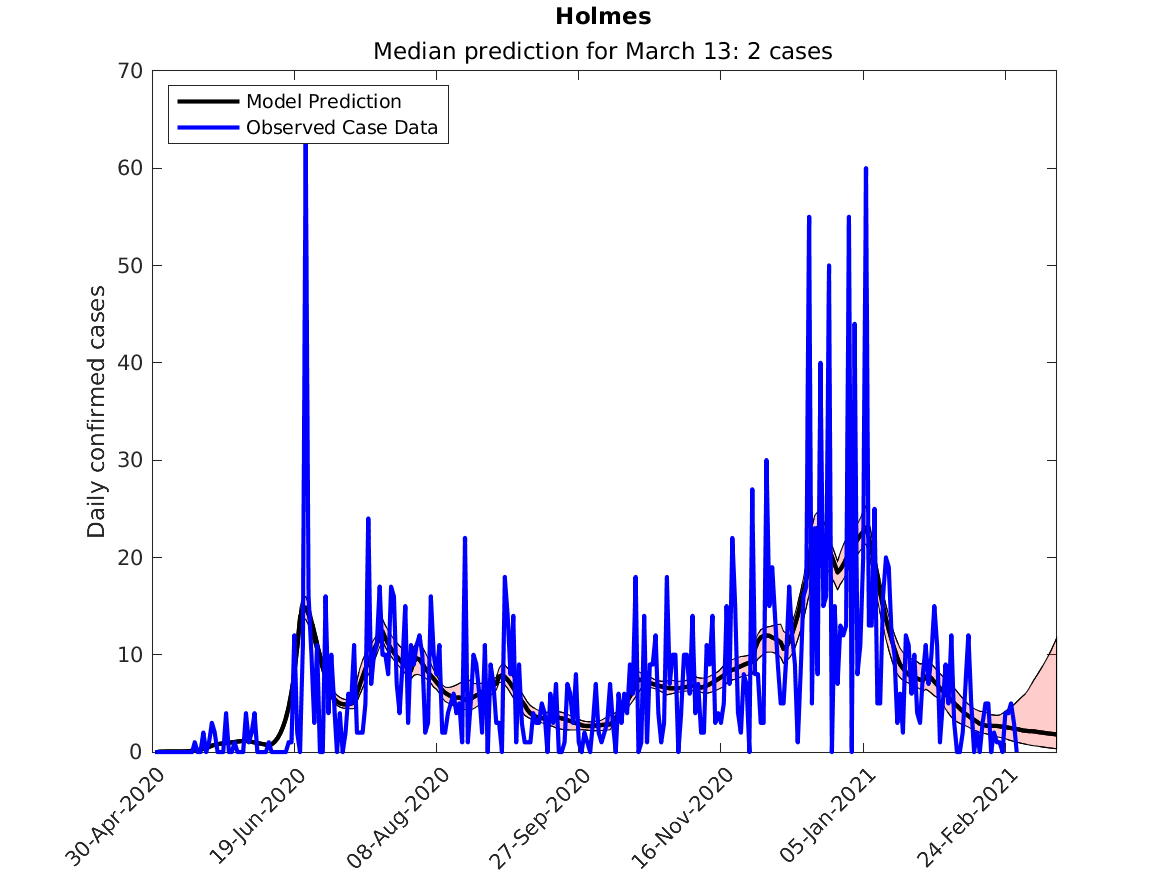 Holmes
Median prediction for March 13: 2 cases
70
60
50
40
30
20
10
0
Daily confirmed cases
Model Prediction
Observed Case Data
30-Apr-2020
19-Jun-2020
08-Aug-2020
27-Sep-2020
16-Nov-2020
05-Jan-2021
24-Feb-2021